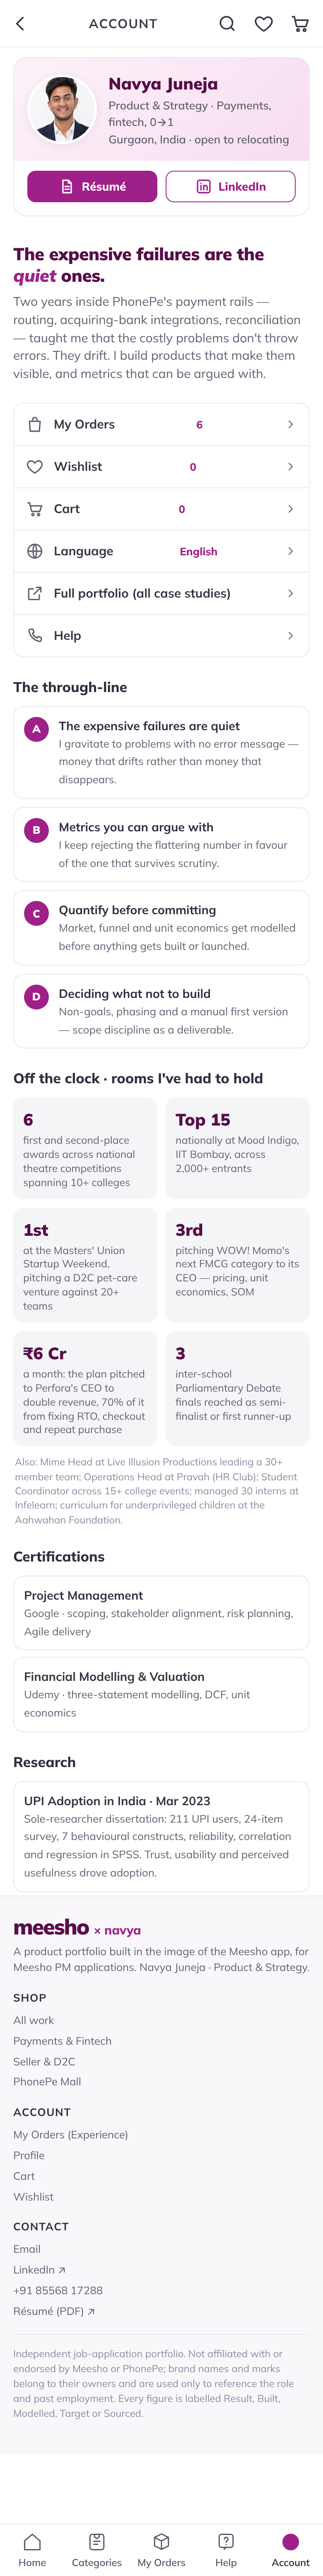 ACCOUNT
Navya Juneja
Product & Strategy · Payments,
fintech, 0→1
Gurgaon, India · open to relocating
Résumé
LinkedIn
The expensive failures are the
quiet ones.
Two years inside PhonePe's payment rails —
routing, acquiring-bank integrations, reconciliation
— taught me that the costly problems don't throw
errors. They drift. I build products that make them
visible, and metrics that can be argued with.
My Orders 6
Wishlist 0
Cart 0
Language English
Full portfolio (all case studies)
Help
The through-line
A
The expensive failures are quiet
I gravitate to problems with no error message —
money that drifts rather than money that
disappears.
B
Metrics you can argue with
I keep rejecting the flattering number in favour
of the one that survives scrutiny.
C
Quantify before committing
Market, funnel and unit economics get modelled
before anything gets built or launched.
D
Deciding what not to build
Non-goals, phasing and a manual first version
— scope discipline as a deliverable.
Off the clock · rooms I've had to hold
6
first and second-place
awards across national
theatre competitions
spanning 10+ colleges
Top 15
nationally at Mood Indigo,
IIT Bombay, across
2,000+ entrants
1st
at the Masters' Union
Startup Weekend,
pitching a D2C pet-care
venture against 20+
teams
3rd
pitching WOW! Momo's
next FMCG category to its
CEO — pricing, unit
economics, SOM
₹6 Cr
a month: the plan pitched
to Perfora's CEO to
double revenue, 70% of it
from fixing RTO, checkout
and repeat purchase
3
inter-school
Parliamentary Debate
finals reached as semi-
finalist or first runner-up
Also: Mime Head at Live Illusion Productions leading a 30+
member team; Operations Head at Pravah (HR Club); Student
Coordinator across 15+ college events; managed 30 interns at
Infelearn; curriculum for underprivileged children at the
Aahwahan Foundation.
Certifications
Project Management
Google · scoping, stakeholder alignment, risk planning,
Agile delivery
Financial Modelling & Valuation
Udemy · three-statement modelling, DCF, unit
economics
Research
UPI Adoption in India · Mar 2023
Sole-researcher dissertation: 211 UPI users, 24-item
survey, 7 behavioural constructs, reliability, correlation
and regression in SPSS. Trust, usability and perceived
usefulness drove adoption.
meesho × navya
A product portfolio built in the image of the Meesho app, for
Meesho PM applications. Navya Juneja · Product & Strategy.
SHOP
All work
Payments & Fintech
Seller & D2C
PhonePe Mall
ACCOUNT
My Orders (Experience)
Profile
Cart
Wishlist
CONTACT
Email
LinkedIn ↗
+91 85568 17288
Résumé (PDF) ↗
Independent job-application portfolio. Not affiliated with or
endorsed by Meesho or PhonePe; brand names and marks
belong to their owners and are used only to reference the role
and past employment. Every figure is labelled Result, Built,
Modelled, Target or Sourced.
Home Categories My Orders Help Account